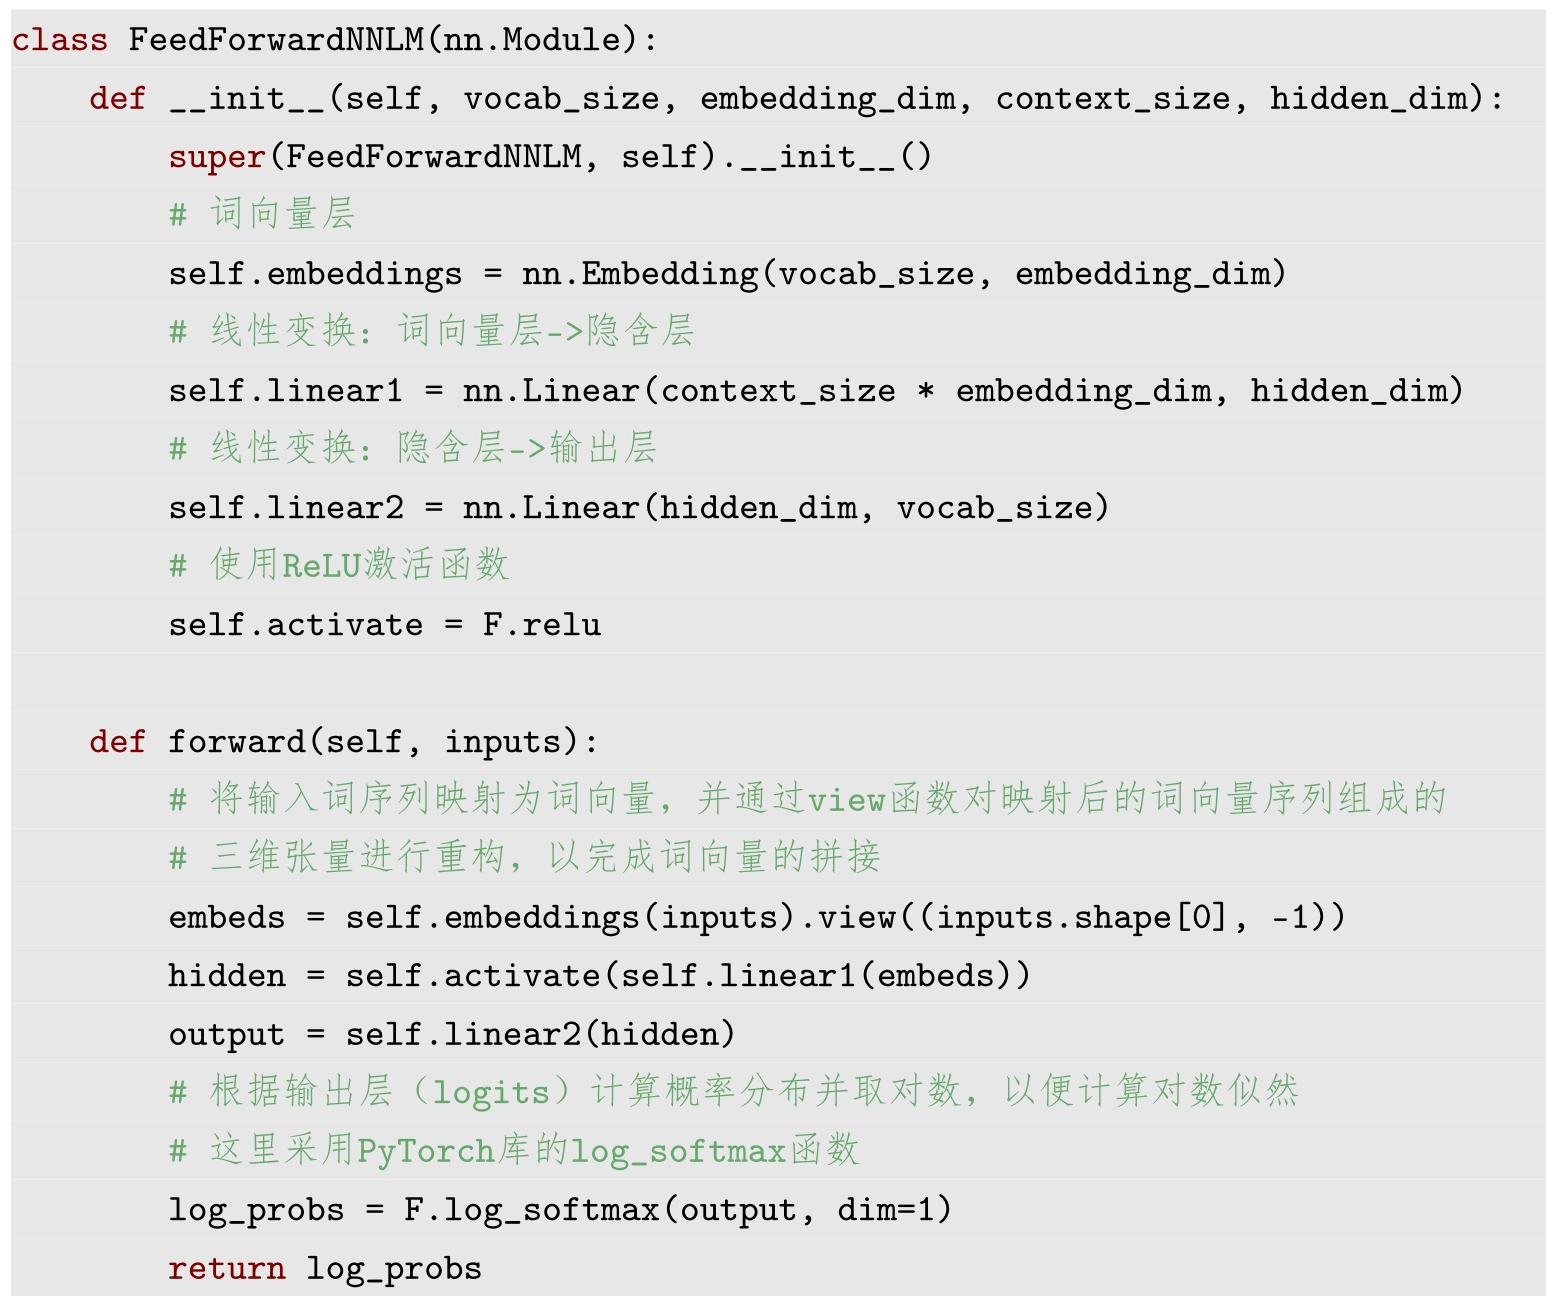 class FeedForwardNNLM(nn.Module):
    def __init__(self, vocab_size, embedding_dim, context_size, hidden_dim):
        super(FeedForwardNNLM, self).__init__()
        # 词向量层
        self.embeddings = nn.Embedding(vocab_size, embedding_dim)
        # 线性变换：词向量层->隐含层
        self.linear1 = nn.Linear(context_size * embedding_dim, hidden_dim)
        # 线性变换：隐含层->输出层
        self.linear2 = nn.Linear(hidden_dim, vocab_size)
        # 使用ReLU激活函数
        self.activate = F.relu

    def forward(self, inputs):
        # 将输入词序列映射为词向量，并通过view函数对映射后的词向量序列组成的
        # 三维张量进行重构，以完成词向量的拼接
        embeds = self.embeddings(inputs).view((inputs.shape[0], -1))
        hidden = self.activate(self.linear1(embeds))
        output = self.linear2(hidden)
        # 根据输出层（logits）计算概率分布并取对数，以便计算对数似然
        # 这里采用PyTorch库的log_softmax函数
        log_probs = F.log_softmax(output, dim=1)
        return log_probs